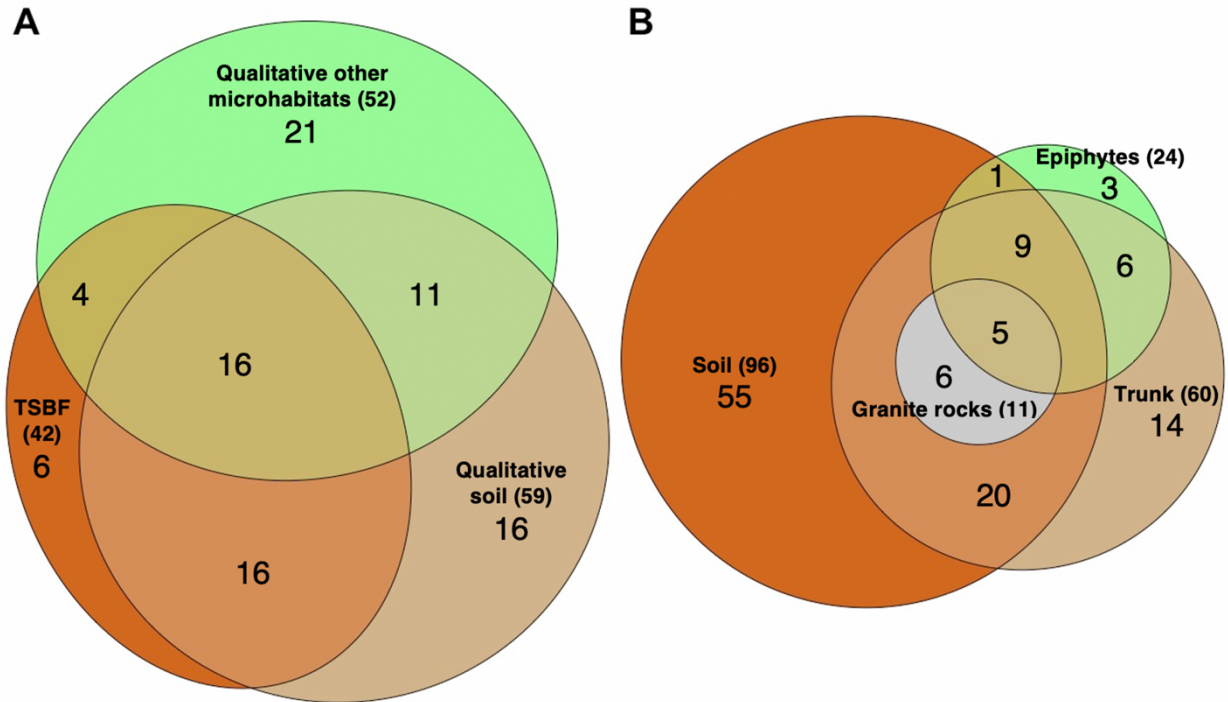 A
Qualitative other
microhabitats (52)
21
4
11
16
TSBF
(42)
6
Qualitative
soil (59)
16
16
B
Epiphytes (24)
1
3
9
6
5
Soil (96)
55
6
Granite rocks (11)
Trunk (60)
14
20